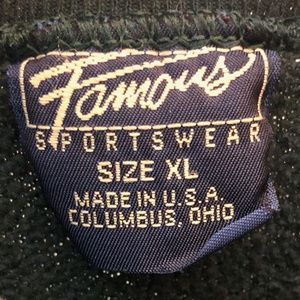 Famous
SPORTSWEAR
SIZE XL
MADE IN U.S.A.
COLUMBUS, OHIO